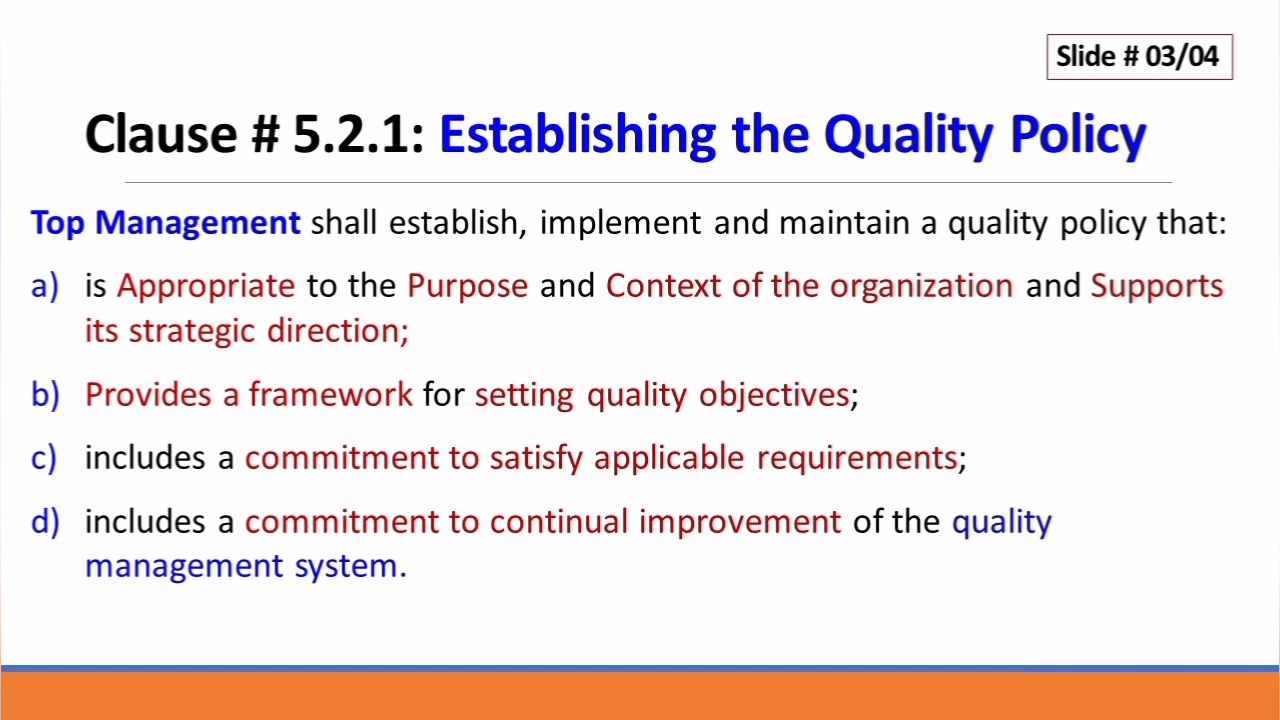 Slide # 03/04
Clause # 5.2.1: Establishing the Quality Policy
Top Management shall establish, implement and maintain a quality policy that:
a) is Appropriate to the Purpose and Context of the organization and Supports
its strategic direction;
b) Provides a framework for setting quality objectives;
c) includes a commitment to satisfy applicable requirements;
d) includes a commitment to continual improvement of the quality
management system.